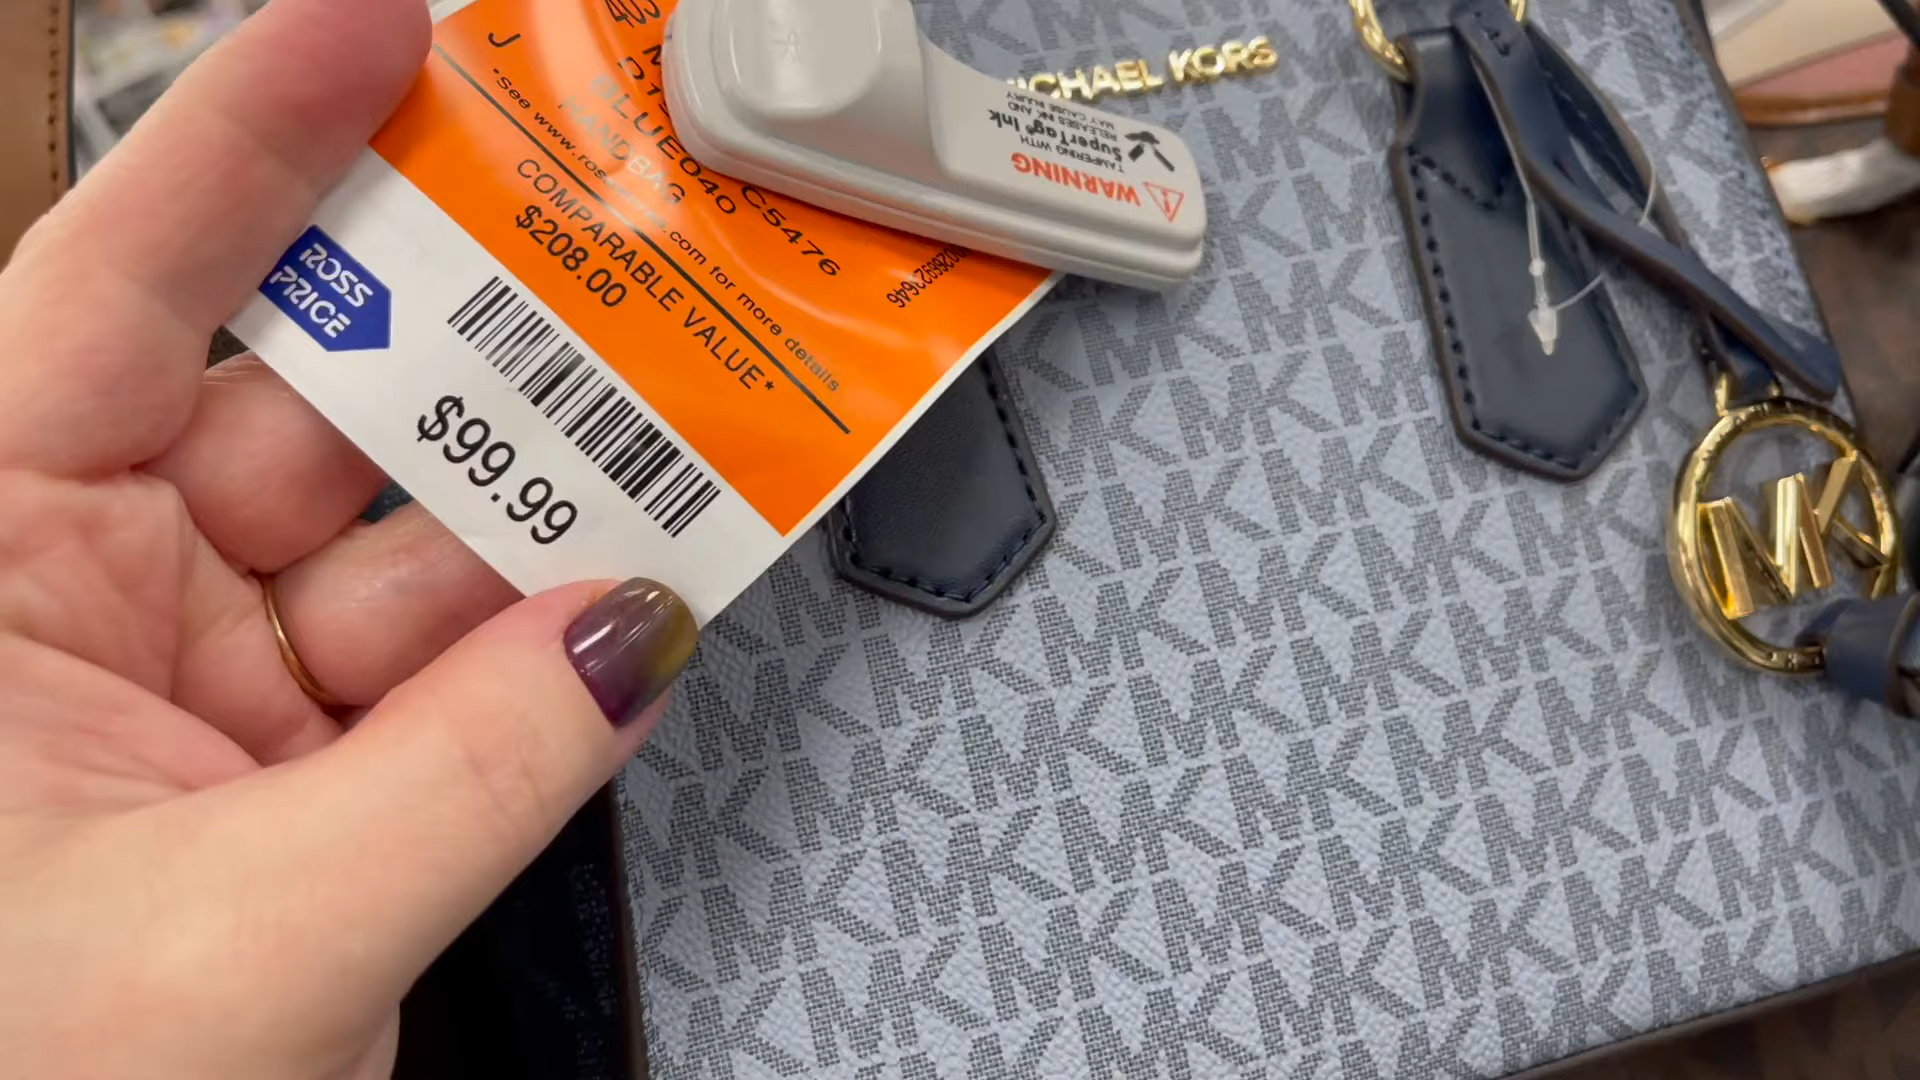 J
*See www.ros .com for more details
BLUE040 C5476
HANDBAG
COMPARABLE VALUE*
$208.00
ROSS
PRICE
$99.99
WARNING
TAMPERING WITH
SuperTag® Ink
RELEASES INK AND
MAY CAUSE INJURY
MICHAEL KORS
MK